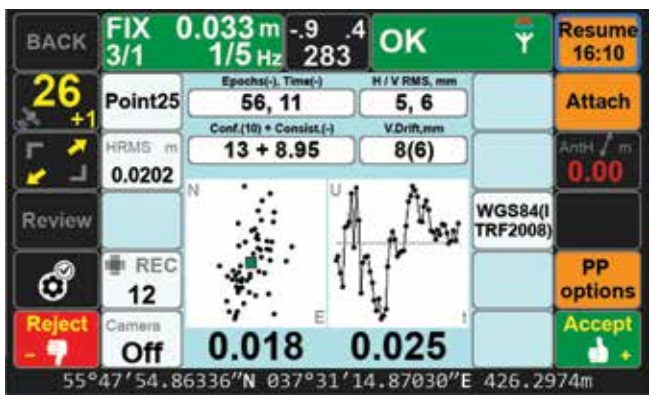 BACK
FIX 0.033 m
3/1 1/5 Hz
-.9 .4
283
OK
Resume
16:10
26
+1
Point25
Epochs(-), Time(-)
56, 11
H / V RMS, mm
5, 6
Attach
HRMS m
0.0202
Conf.(10) + Consist.(-)
13 + 8.95
V.Drift,mm
8(6)
AntH m
0.00
Review
N
E
U
t
WGS84(I
TRF2008)
REC
12
PP
options
Reject
-
Camera
Off
0.018
0.025
Accept
+
55°47'54.86336"N 037°31'14.87030"E 426.2974m